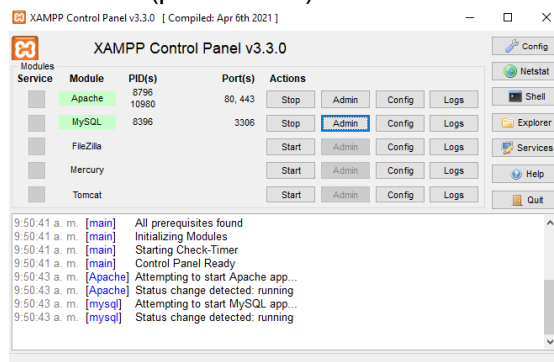 XAMPP Control Panel v3.3.0 [ Compiled: Apr 6th 2021 ]
XAMPP Control Panel v3.3.0
Config
Modules
Service Module PID(s) Port(s) Actions
Netstat
Apache 8796 10980 80, 443 Stop Admin Config Logs
Shell
MySQL 8396 3306 Stop Admin Config Logs
Explorer
FileZilla Start Admin Config Logs
Services
Mercury Start Admin Config Logs
Help
Tomcat Start Admin Config Logs
Quit
9:50:41 a. m. [main] All prerequisites found
9:50:41 a. m. [main] Initializing Modules
9:50:41 a. m. [main] Starting Check-Timer
9:50:41 a. m. [main] Control Panel Ready
9:50:43 a. m. [Apache] Attempting to start Apache app...
9:50:43 a. m. [Apache] Status change detected: running
9:50:43 a. m. [mysql] Attempting to start MySQL app...
9:50:43 a. m. [mysql] Status change detected: running